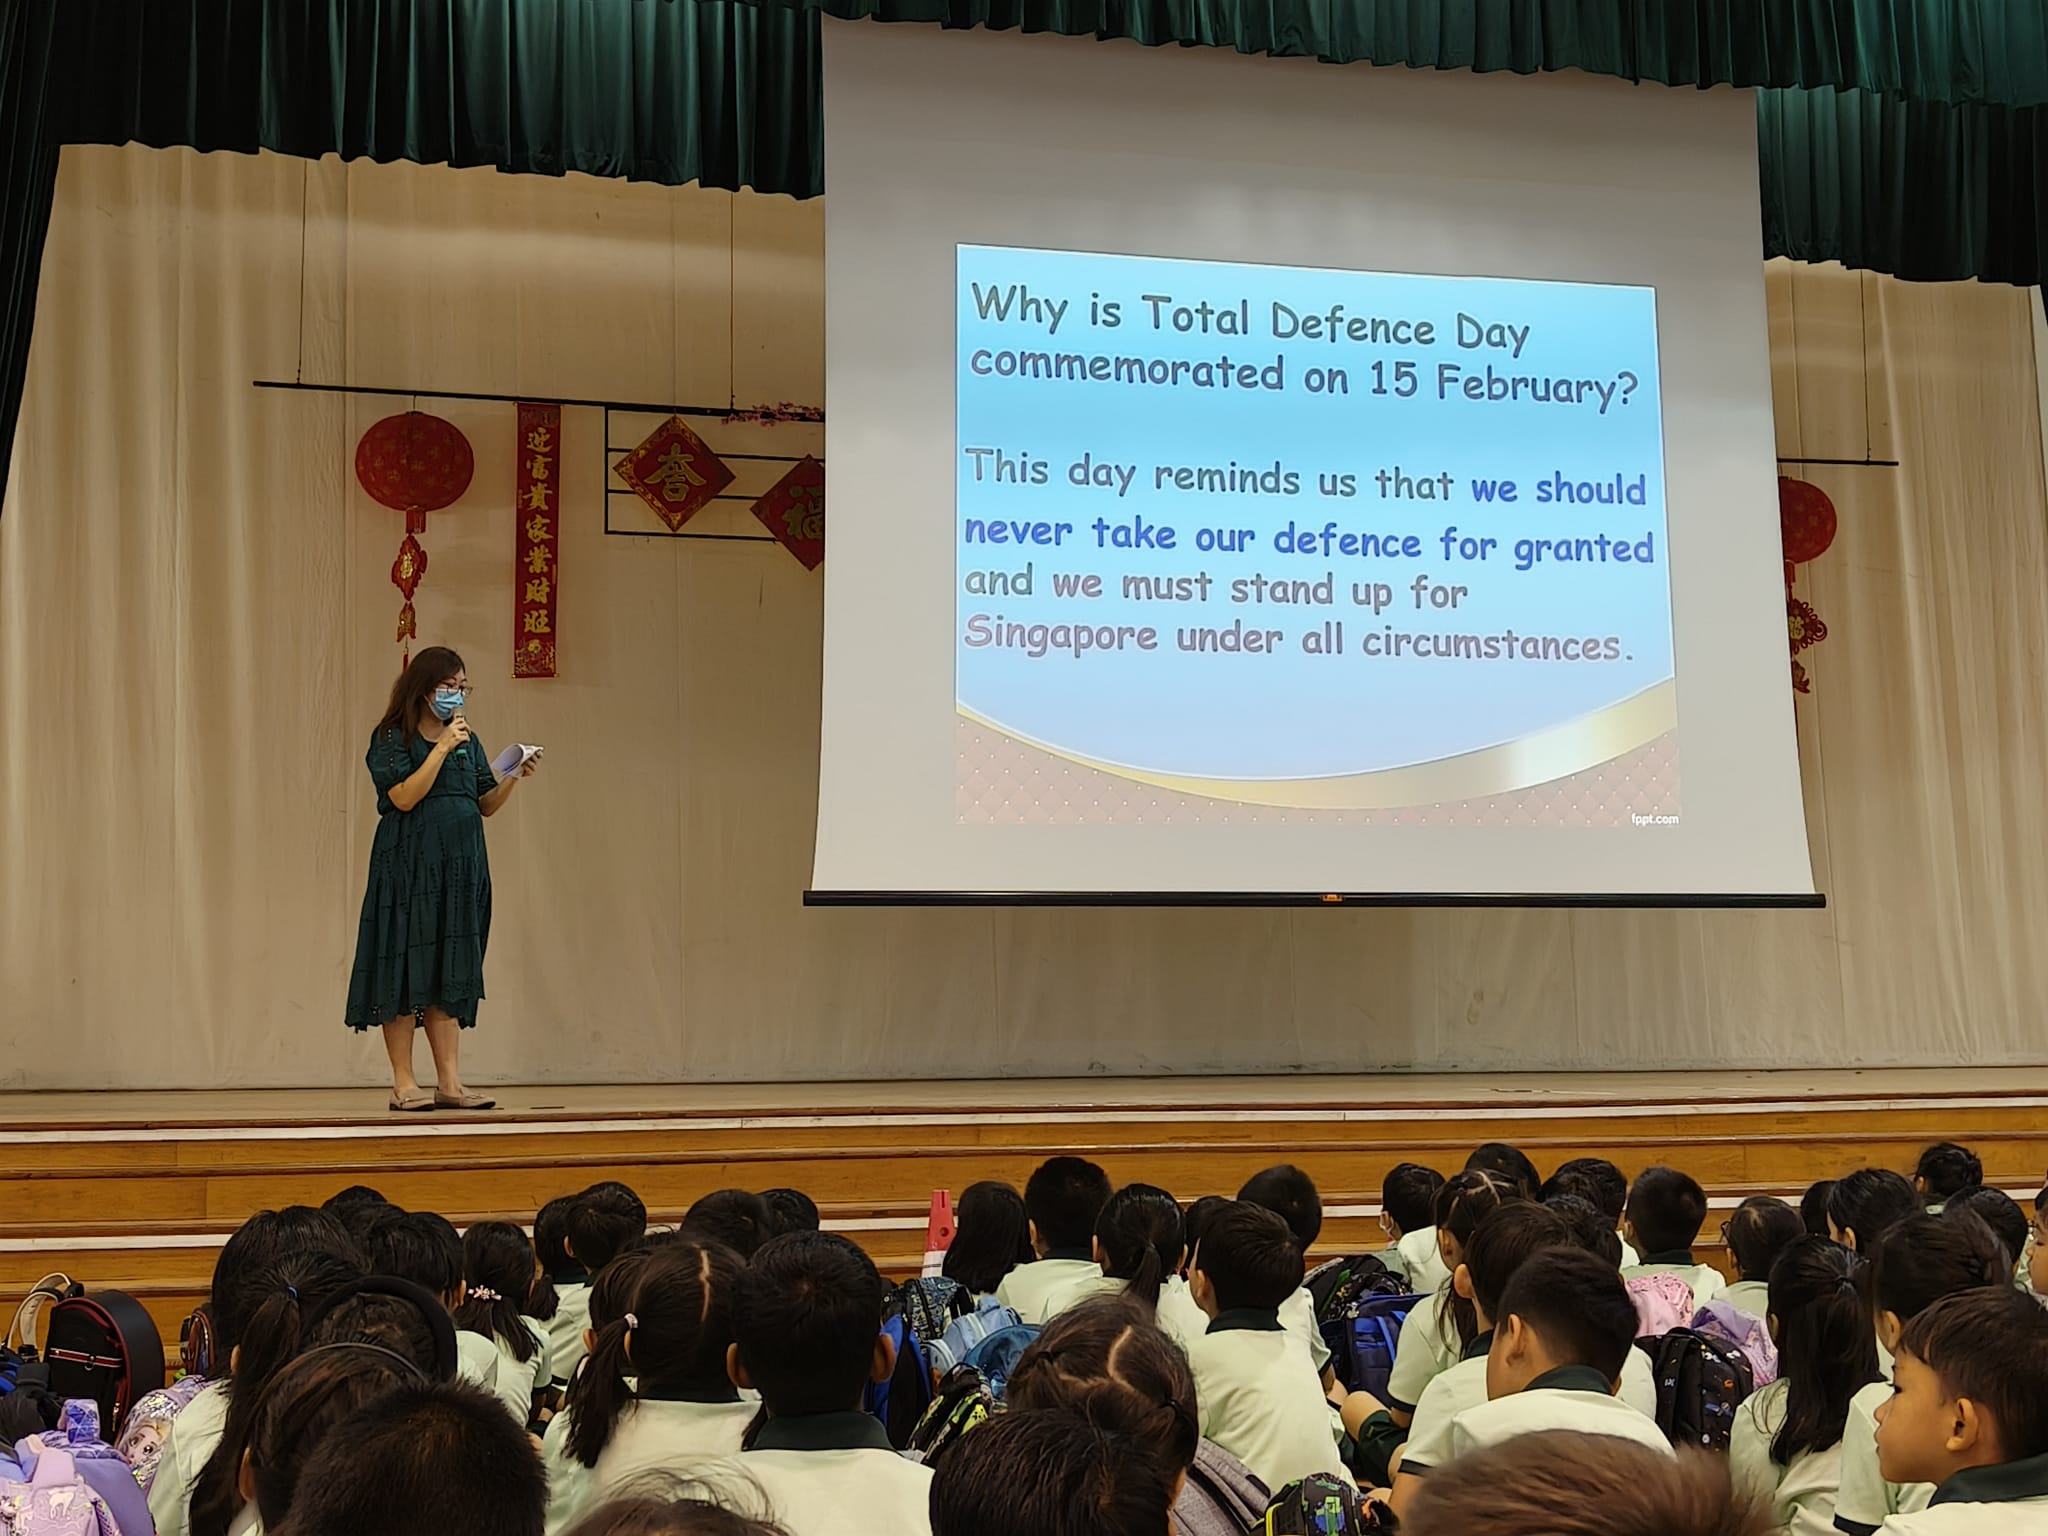 Why is Total Defence Day
commemorated on 15 February?
This day reminds us that we should
never take our defence for granted
and we must stand up for
Singapore under all circumstances.
fppt.com
迎富貴家業財旺
福